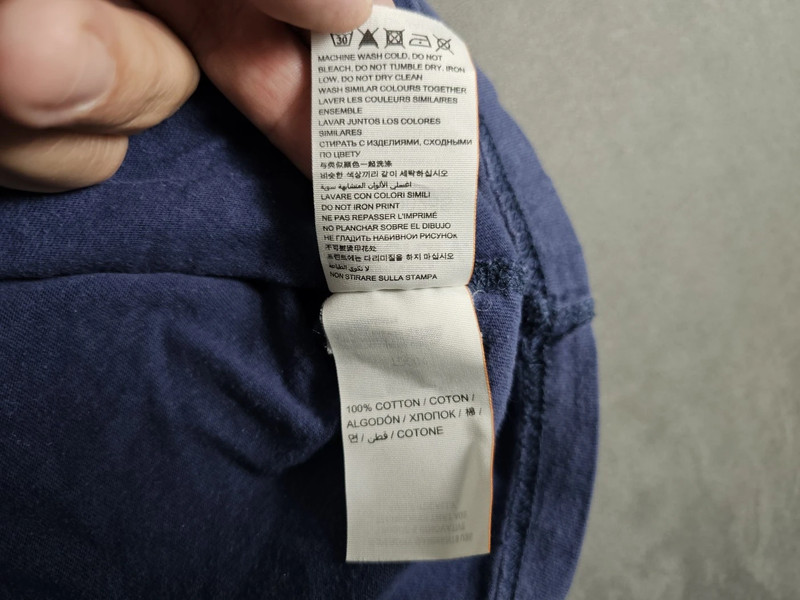 30
MACHINE WASH COLD, DO NOT
BLEACH, DO NOT TUMBLE DRY, IRON
LOW, DO NOT DRY CLEAN
WASH SIMILAR COLOURS TOGETHER
LAVER LES COULEURS SIMILAIRES
ENSEMBLE
LAVAR JUNTOS LOS COLORES
SIMILARES
СТИРАТЬ С ИЗДЕЛИЯМИ, СХОДНЫМИ
ПО ЦВЕТУ
与类似颜色一起洗涤
비슷한 색상끼리 같이 세탁하십시오
اغسلي الألوان المتشابهة سوية
LAVARE CON COLORI SIMILI
DO NOT IRON PRINT
NE PAS REPASSER L'IMPRIMÉ
NO PLANCHAR SOBRE EL DIBUJO
НЕ ГЛАДИТЬ НАБИВНОЙ РИСУНОК
不可熨烫印花处
프린트에는 다리미질을 하지 마십시오
لا تكوي الطباعة
NON STIRARE SULLA STAMPA
100% COTTON / COTON /
ALGODÓN / ХЛОПОК / 棉 /
면 / قطن / COTONE